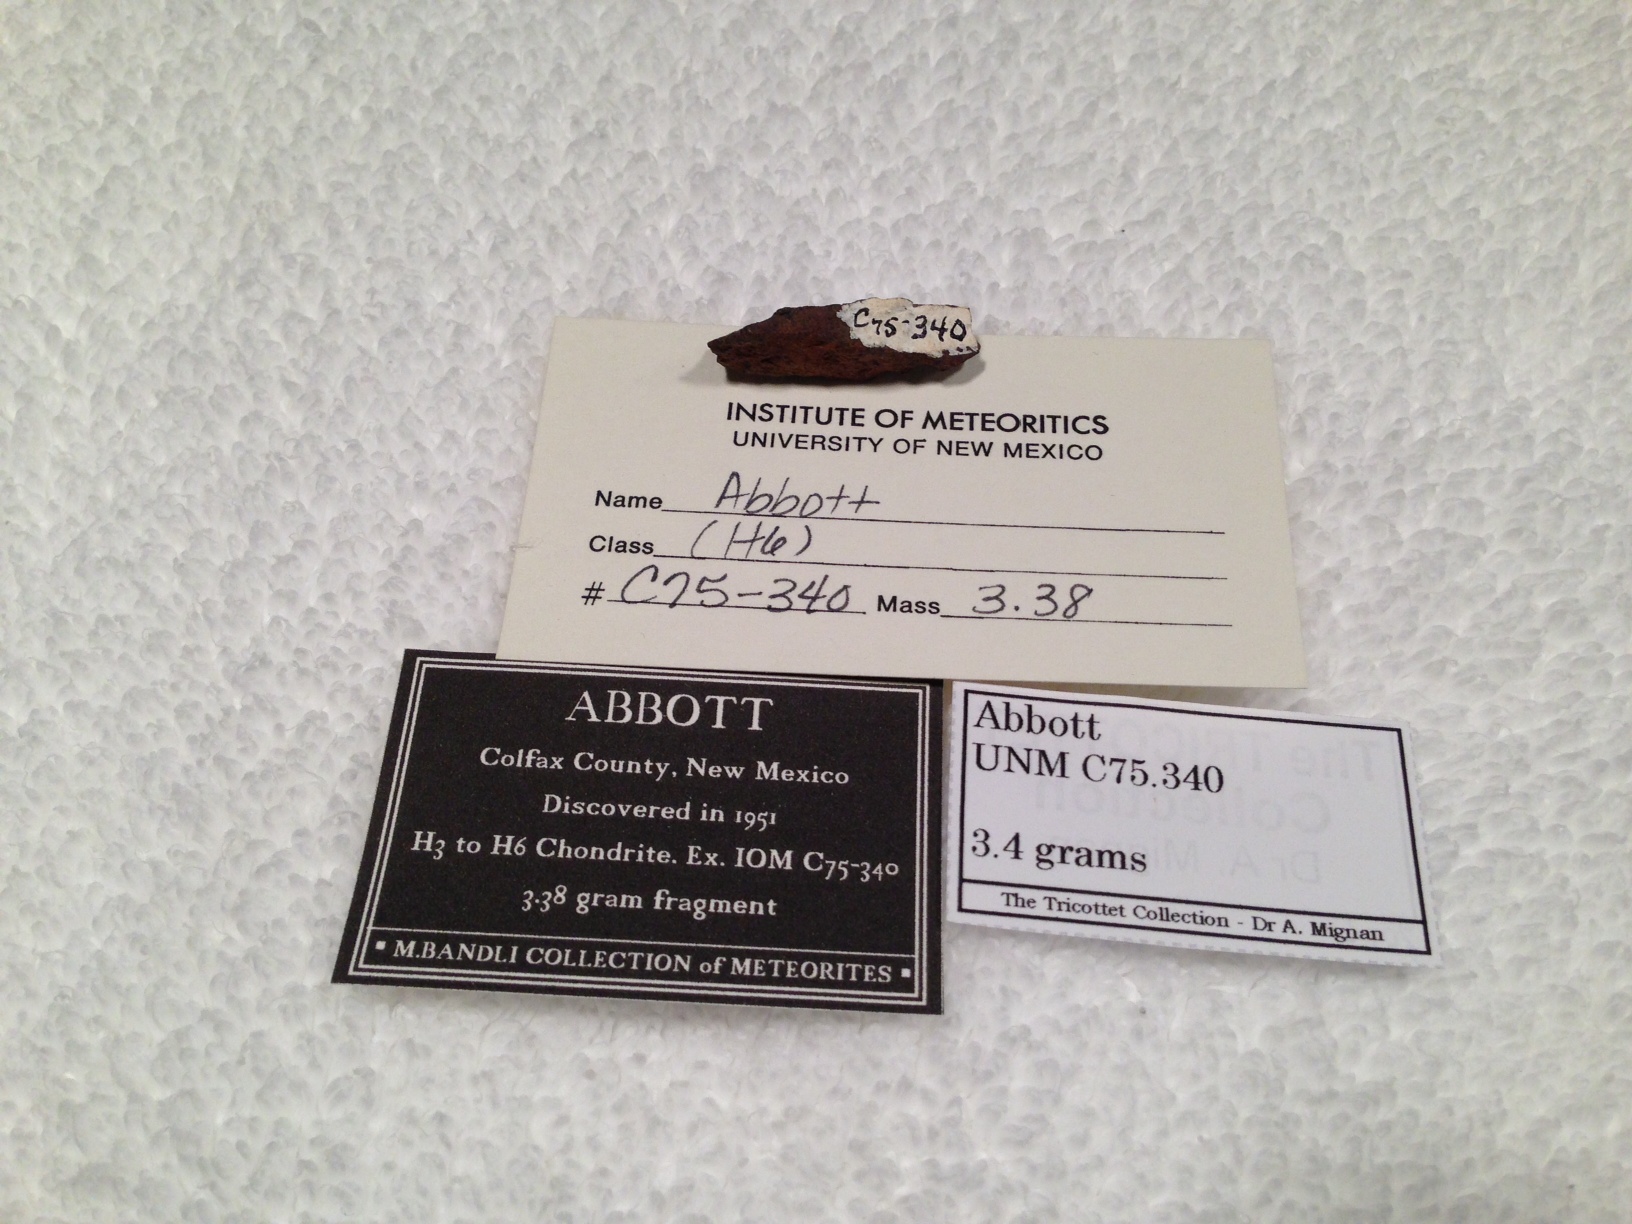 C75-340
INSTITUTE OF METEORITICS
UNIVERSITY OF NEW MEXICO
Name Abbott
Class (H6)
# C75-340 Mass 3.38
ABBOTT
Colfax County, New Mexico
Discovered in 1951
H3 to H6 Chondrite. Ex. IOM C75-340
3.38 gram fragment
▪ M.BANDLI COLLECTION of METEORITES ▪
Abbott
UNM C75.340
3.4 grams
The Tricottet Collection - Dr A. Mignan